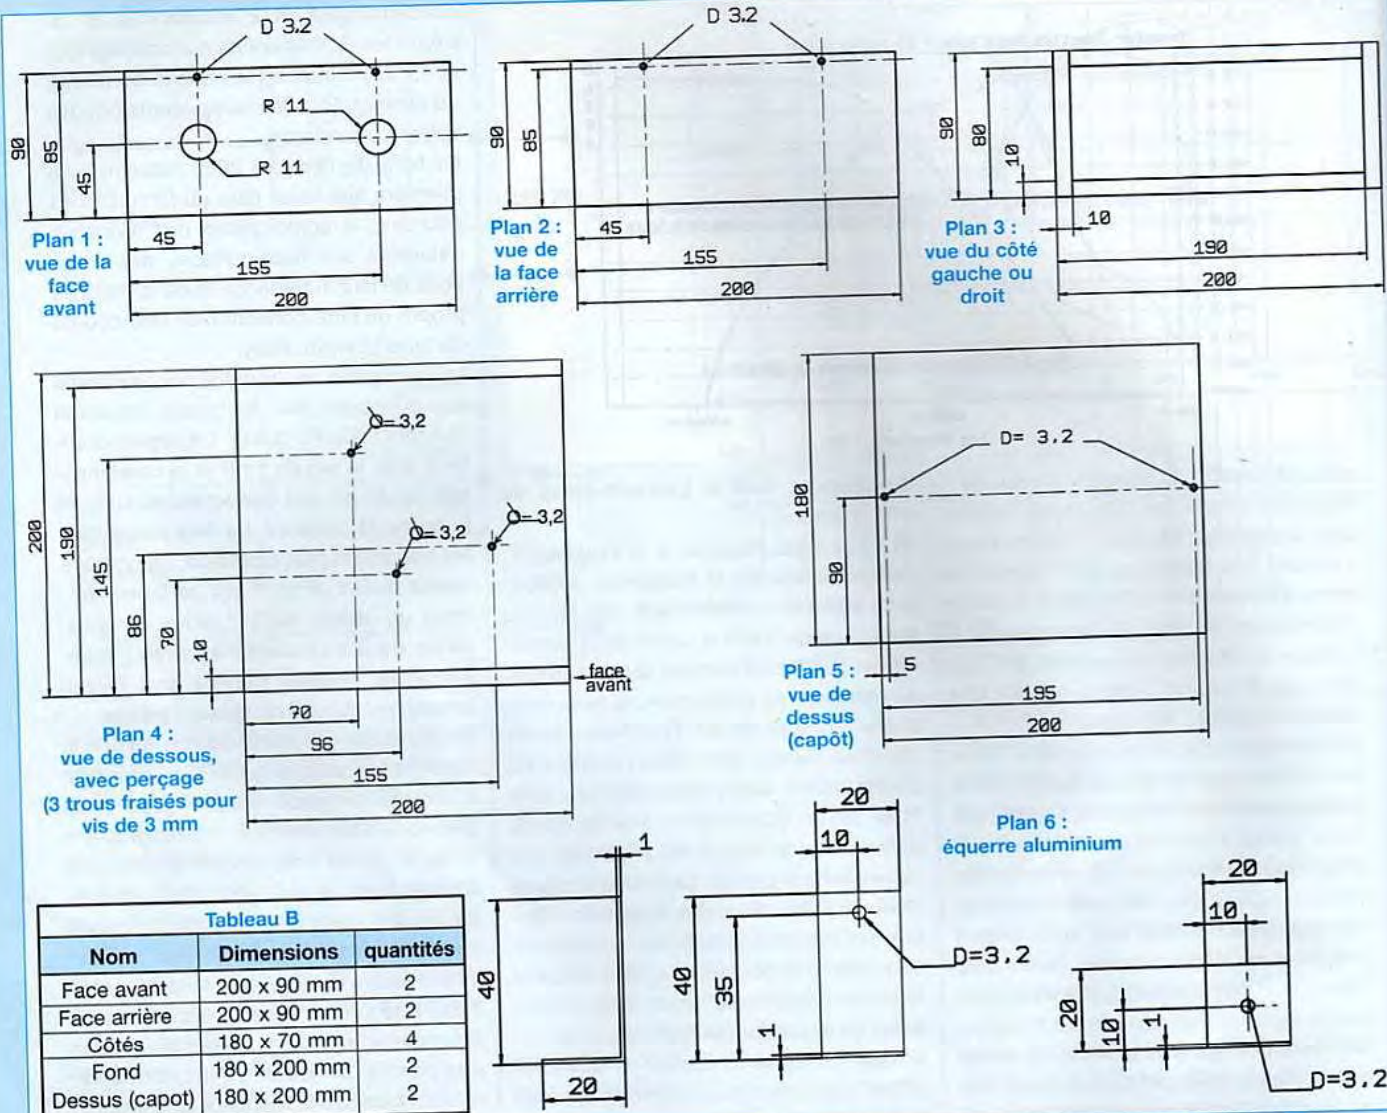 D 3.2
R 11
R 11
90
85
45
45
155
200
Plan 1 :
vue de la
face
avant
D 3.2
90
85
45
155
200
Plan 2 :
vue de
la face
arrière
90
80
10
10
190
200
Plan 3 :
vue du côté
gauche ou
droit
=3,2
=3,2
=3,2
200
190
145
86
70
10
face
avant
70
96
155
200
Plan 4 :
vue de dessous,
avec perçage
(3 trous fraisés pour
vis de 3 mm
D= 3.2
180
90
5
195
200
Plan 5 :
vue de
dessus
(capôt)
Plan 6 :
équerre aluminium
1
40
20
20
10
40
35
1
D=3.2
20
10
20
10
1
D=3.2
Tableau B
Nom Dimensions quantités
Face avant 200 x 90 mm 2
Face arrière 200 x 90 mm 2
Côtés 180 x 70 mm 4
Fond 180 x 200 mm 2
Dessus (capot) 180 x 200 mm 2